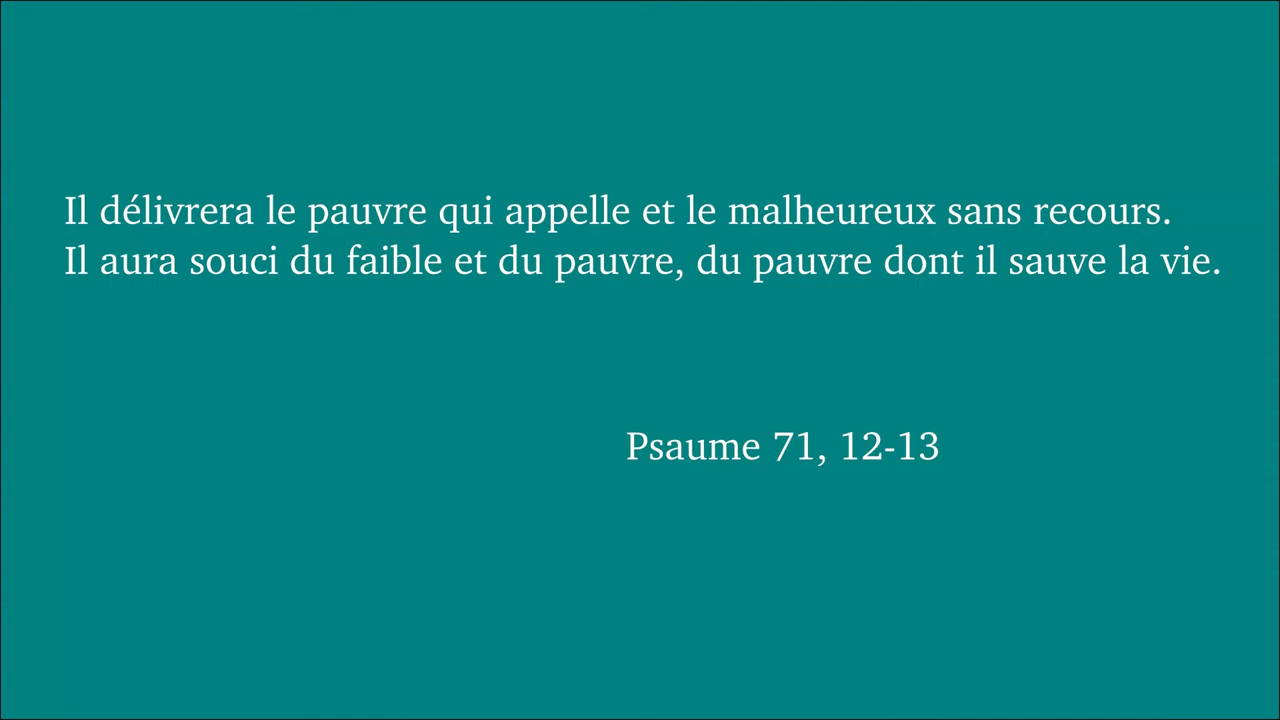 Il délivrera le pauvre qui appelle et le malheureux sans recours.
Il aura souci du faible et du pauvre, du pauvre dont il sauve la vie.
Psaume 71, 12-13